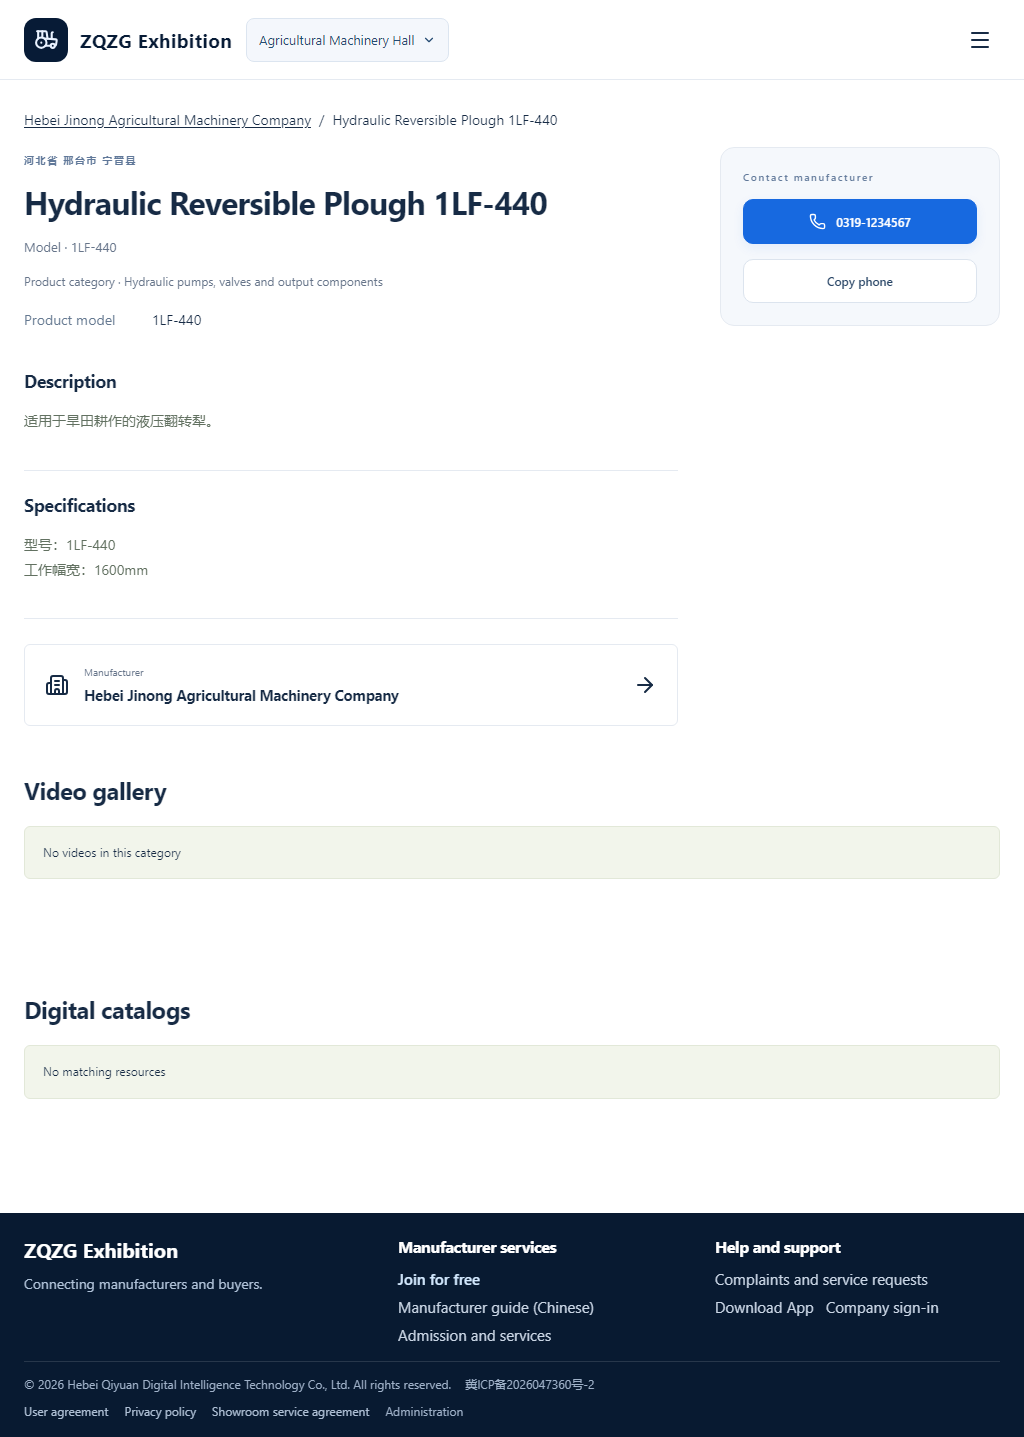 ZQZG Exhibition
Agricultural Machinery Hall
Hebei Jinong Agricultural Machinery Company / Hydraulic Reversible Plough 1LF-440
河北省 邢台市 宁晋县
Hydraulic Reversible Plough 1LF-440
Model · 1LF-440
Product category · Hydraulic pumps, valves and output components
Product model 1LF-440
Contact manufacturer
0319-1234567
Copy phone
Description
适用于旱田耕作的液压翻转犁。
Specifications
型号：1LF-440
工作幅宽：1600mm
Manufacturer
Hebei Jinong Agricultural Machinery Company
Video gallery
No videos in this category
Digital catalogs
No matching resources
ZQZG Exhibition
Connecting manufacturers and buyers.
Manufacturer services
Join for free
Manufacturer guide (Chinese)
Admission and services
Help and support
Complaints and service requests
Download App Company sign-in
© 2026 Hebei Qiyuan Digital Intelligence Technology Co., Ltd. All rights reserved. 冀ICP备2026047360号-2
User agreement Privacy policy Showroom service agreement Administration